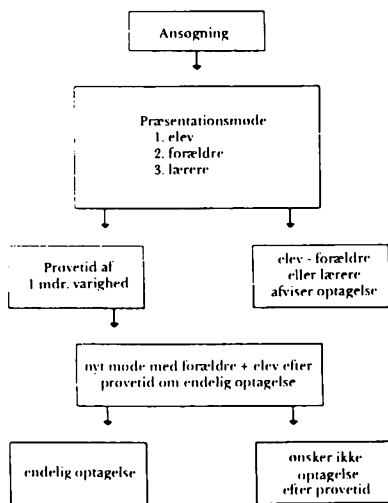 Ansøgning
Præsentationsmøde
1. elev
2. forældre
3. lærere
Prøvetid af
1 mdr. varighed
elev - forældre
eller lærere
afviser optagelse
nyt møde med forældre + elev efter
prøvetid om endelig optagelse
endelig optagelse
ønsker ikke
optagelse
efter prøvetid